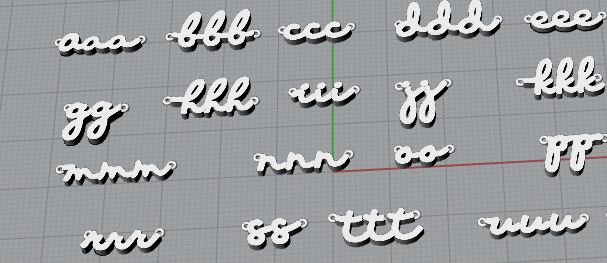 aaa bbb ccc ddd eee
gg hhh iii jj kkk
mmm nnn oo pp
rrr ss ttt uuu